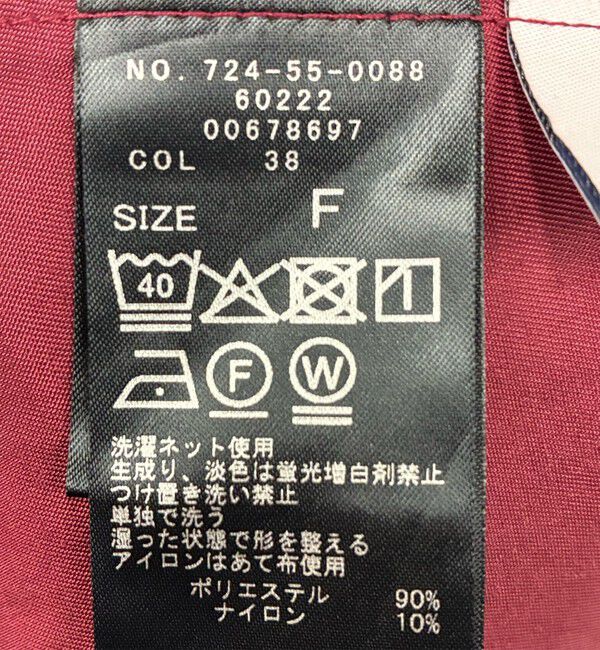 NO. 724-55-0088
60222
00678697
COL 38
SIZE F
40
F W
洗濯ネット使用
生成り、淡色は蛍光増白剤禁止
つけ置き洗い禁止
単独で洗う
湿った状態で形を整える
アイロンはあて布使用
ポリエステル 90%
ナイロン 10%